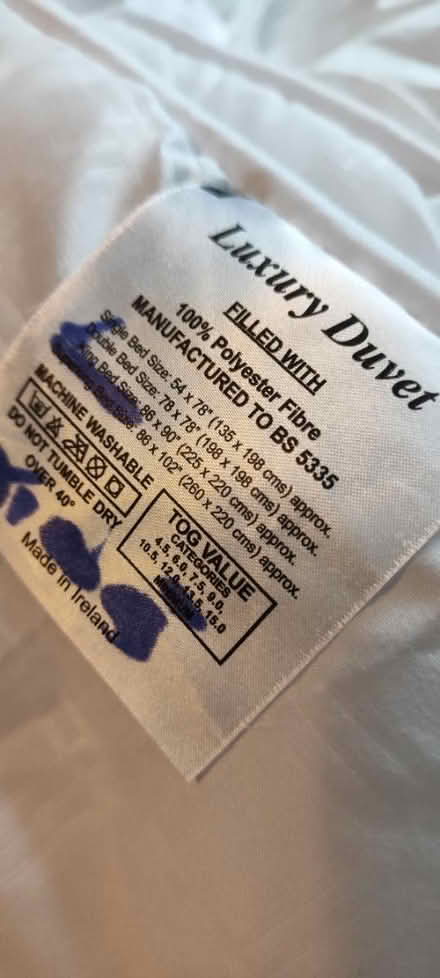 Luxury Duvet
FILLED WITH
100% Polyester Fibre
MANUFACTURED TO BS 5335
Single Bed Size: 54 x 78" (135 x 198 cms) approx.
Double Bed Size: 78 x 78" (198 x 198 cms) approx.
King Bed Size: 86 x 90" (225 x 220 cms) approx.
Bed Size: 86 x 102" (260 x 220 cms) approx.
MACHINE WASHABLE
DO NOT TUMBLE DRY
OVER 40°
Made in Ireland
TOG VALUE
CATEGORIES
4.5, 6.0, 7.5, 9.0,
10.5, 12.0, 13.5, 15.0